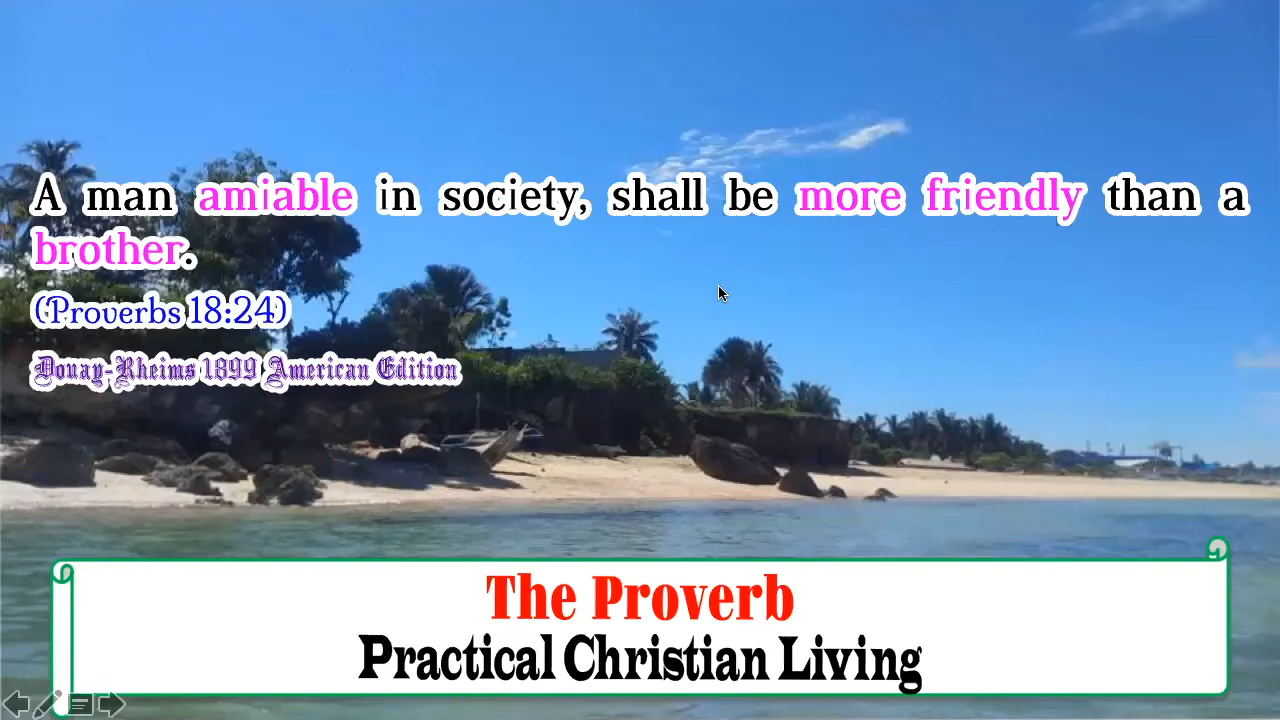 A man amiable in society, shall be more friendly than a
brother.
(Proverbs 18:24)
Douay-Rheims 1899 American Edition
The Proverb
Practical Christian Living